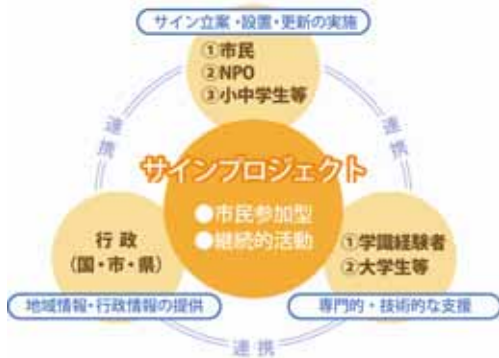 サイン立案・設置・更新の実施
①市民
②NPO
③小中学生等
連携
連携
サインプロジェクト
●市民参加型
●継続的活動
行政
（国・市・県）
①学識経験者
②大学生等
地域情報・行政情報の提供
専門的・技術的な支援
連携